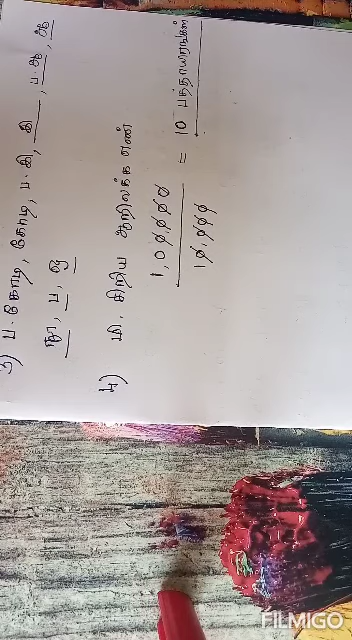 3) ப.கோடி, கோடி, ப.இ, இ, ப.ஆ, ஆ
நூ, ப, ஒ
4) மீ. சிறிய ஆறிலக்க எண்
1,00,000 = 10 பத்தாயிரங்கள்
10,000
FILMIGO